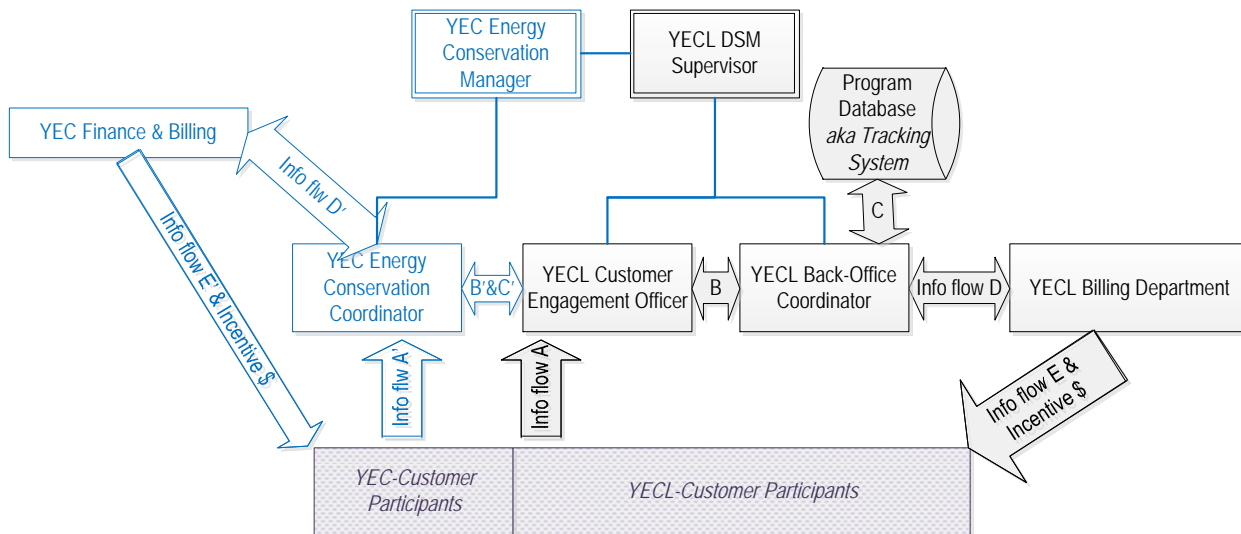 YEC Energy
Conservation
Manager
YECL DSM
Supervisor
Program
Database
aka Tracking
System
YEC Finance & Billing
Info flw D'
C
Info flow E' & Incentive $
YEC Energy
Conservation
Coordinator
B'&C'
YECL Customer
Engagement Officer
B
YECL Back-Office
Coordinator
Info flow D
YECL Billing Department
Info flw A'
Info flow A
Info flow E &
Incentive $
YEC-Customer
Participants
YECL-Customer Participants